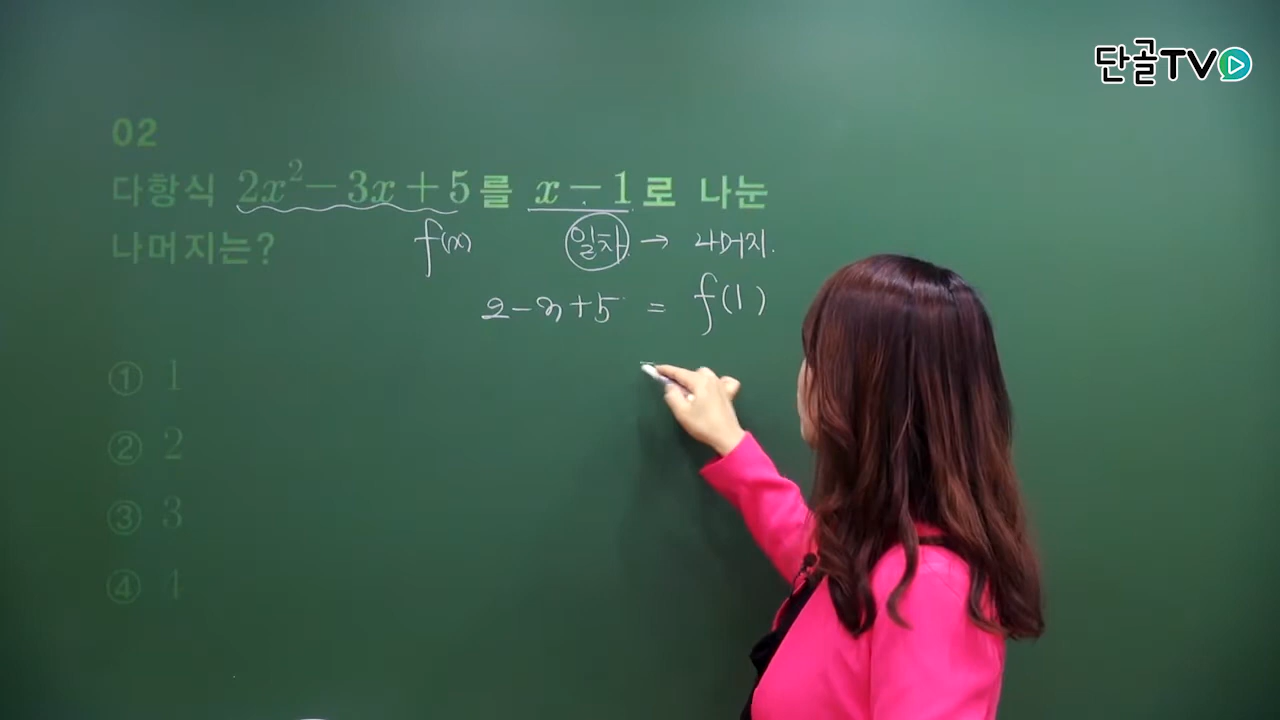 단골TV
02
다항식 2x²−3x+5를 x−1로 나눈
나머지는?
f(x) 일차 → 나머지.
2−3+5 = f(1)
① 1
② 2
③ 3
④ 4